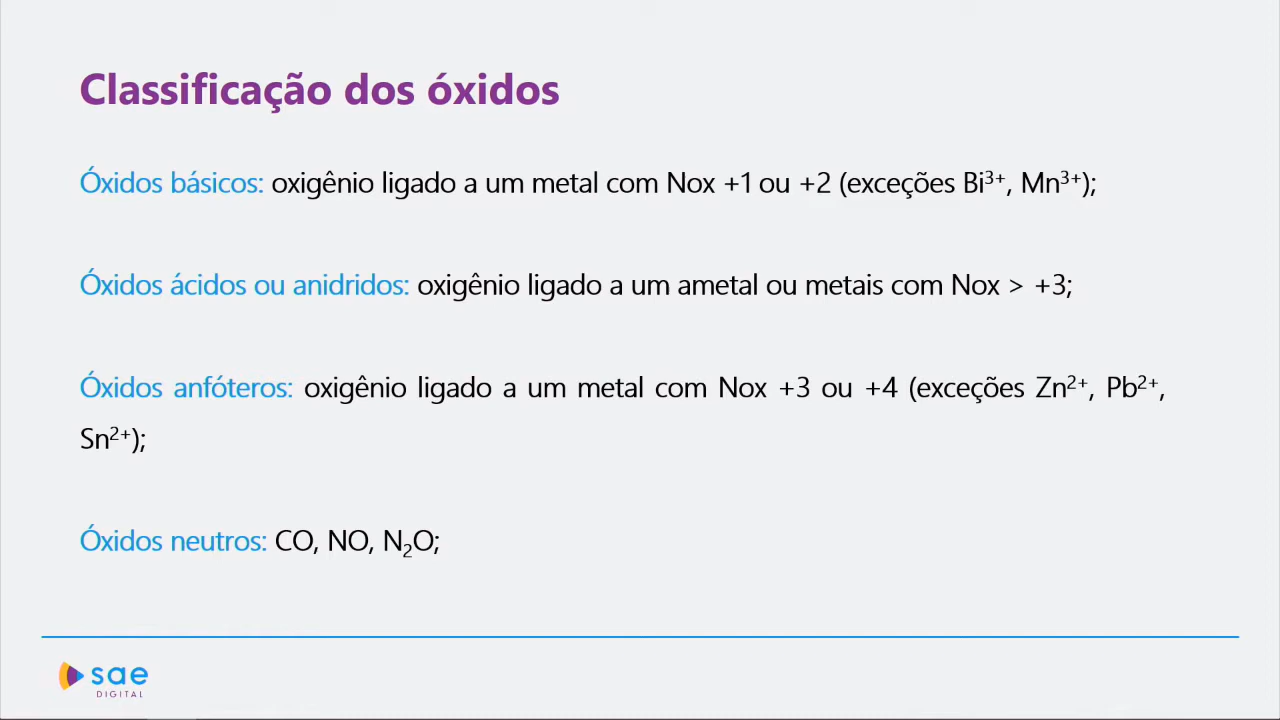 Classificação dos óxidos
Óxidos básicos: oxigênio ligado a um metal com Nox +1 ou +2 (exceções Bi³⁺, Mn³⁺);
Óxidos ácidos ou anidridos: oxigênio ligado a um ametal ou metais com Nox > +3;
Óxidos anfóteros: oxigênio ligado a um metal com Nox +3 ou +4 (exceções Zn²⁺, Pb²⁺,
Sn²⁺);
Óxidos neutros: CO, NO, N₂O;
sae
DIGITAL